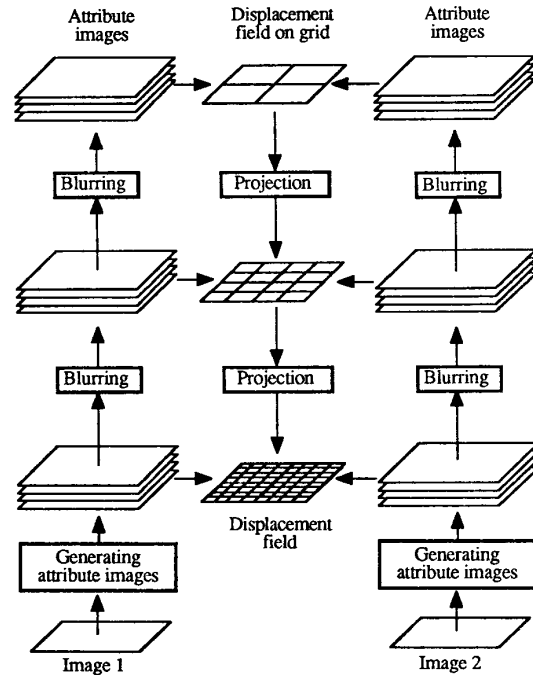 Attribute
images
Displacement
field on grid
Attribute
images
Blurring
Projection
Blurring
Blurring
Projection
Blurring
Displacement
field
Generating
attribute images
Generating
attribute images
Image 1
Image 2